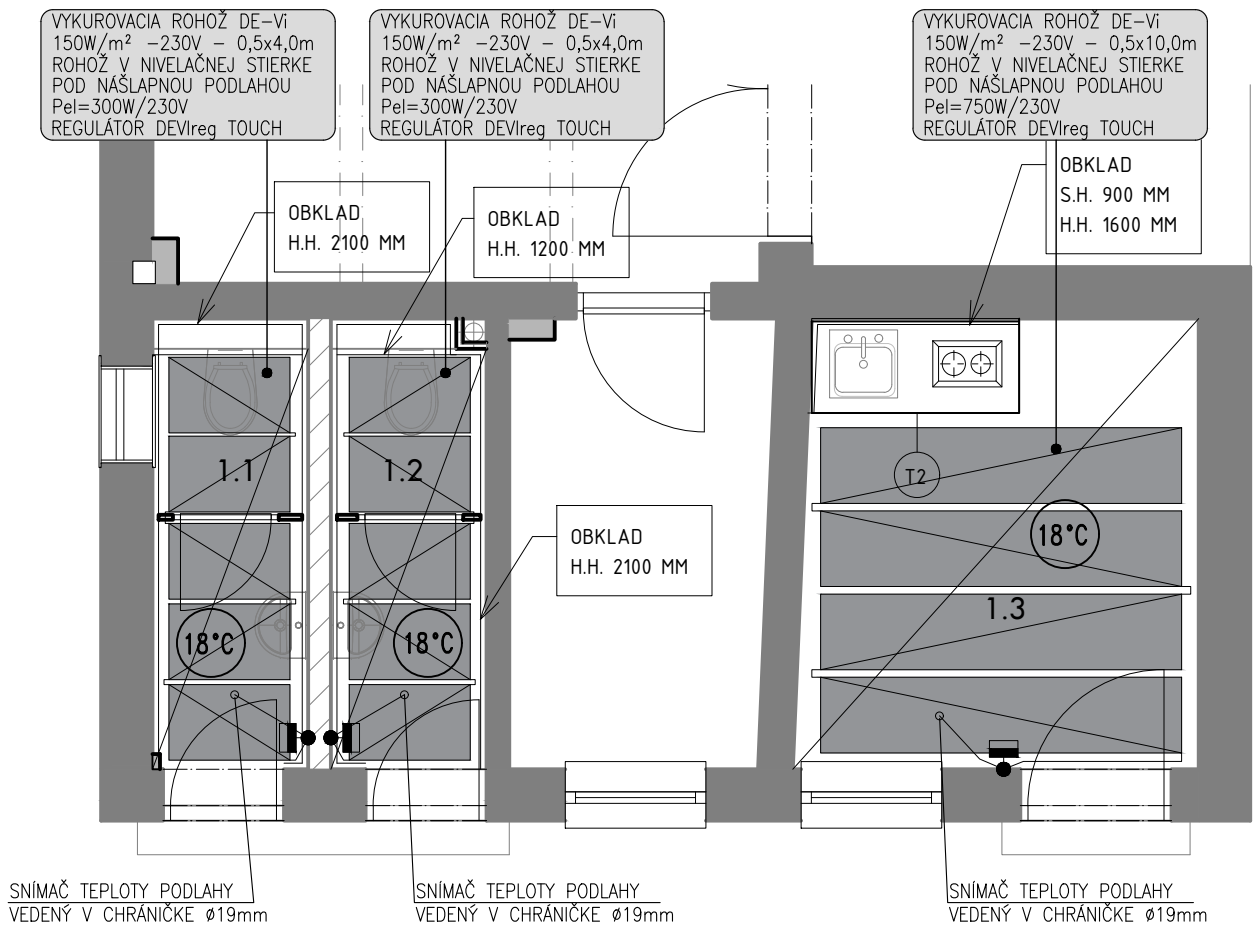 VYKUROVACIA ROHOŽ DE-Vi
150W/m² -230V - 0,5x4,0m
ROHOŽ V NIVELAČNEJ STIERKE
POD NÁŠLAPNOU PODLAHOU
Pel=300W/230V
REGULÁTOR DEVIreg TOUCH
VYKUROVACIA ROHOŽ DE-Vi
150W/m² -230V - 0,5x4,0m
ROHOŽ V NIVELAČNEJ STIERKE
POD NÁŠLAPNOU PODLAHOU
Pel=300W/230V
REGULÁTOR DEVIreg TOUCH
VYKUROVACIA ROHOŽ DE-Vi
150W/m² -230V - 0,5x10,0m
ROHOŽ V NIVELAČNEJ STIERKE
POD NÁŠLAPNOU PODLAHOU
Pel=750W/230V
REGULÁTOR DEVIreg TOUCH
OBKLAD
H.H. 2100 MM
OBKLAD
H.H. 1200 MM
OBKLAD
S.H. 900 MM
H.H. 1600 MM
1.1
1.2
T2
OBKLAD
H.H. 2100 MM
18°C
1.3
18°C
18°C
SNÍMAČ TEPLOTY PODLAHY
VEDENÝ V CHRÁNIČKE ø19mm
SNÍMAČ TEPLOTY PODLAHY
VEDENÝ V CHRÁNIČKE ø19mm
SNÍMAČ TEPLOTY PODLAHY
VEDENÝ V CHRÁNIČKE ø19mm